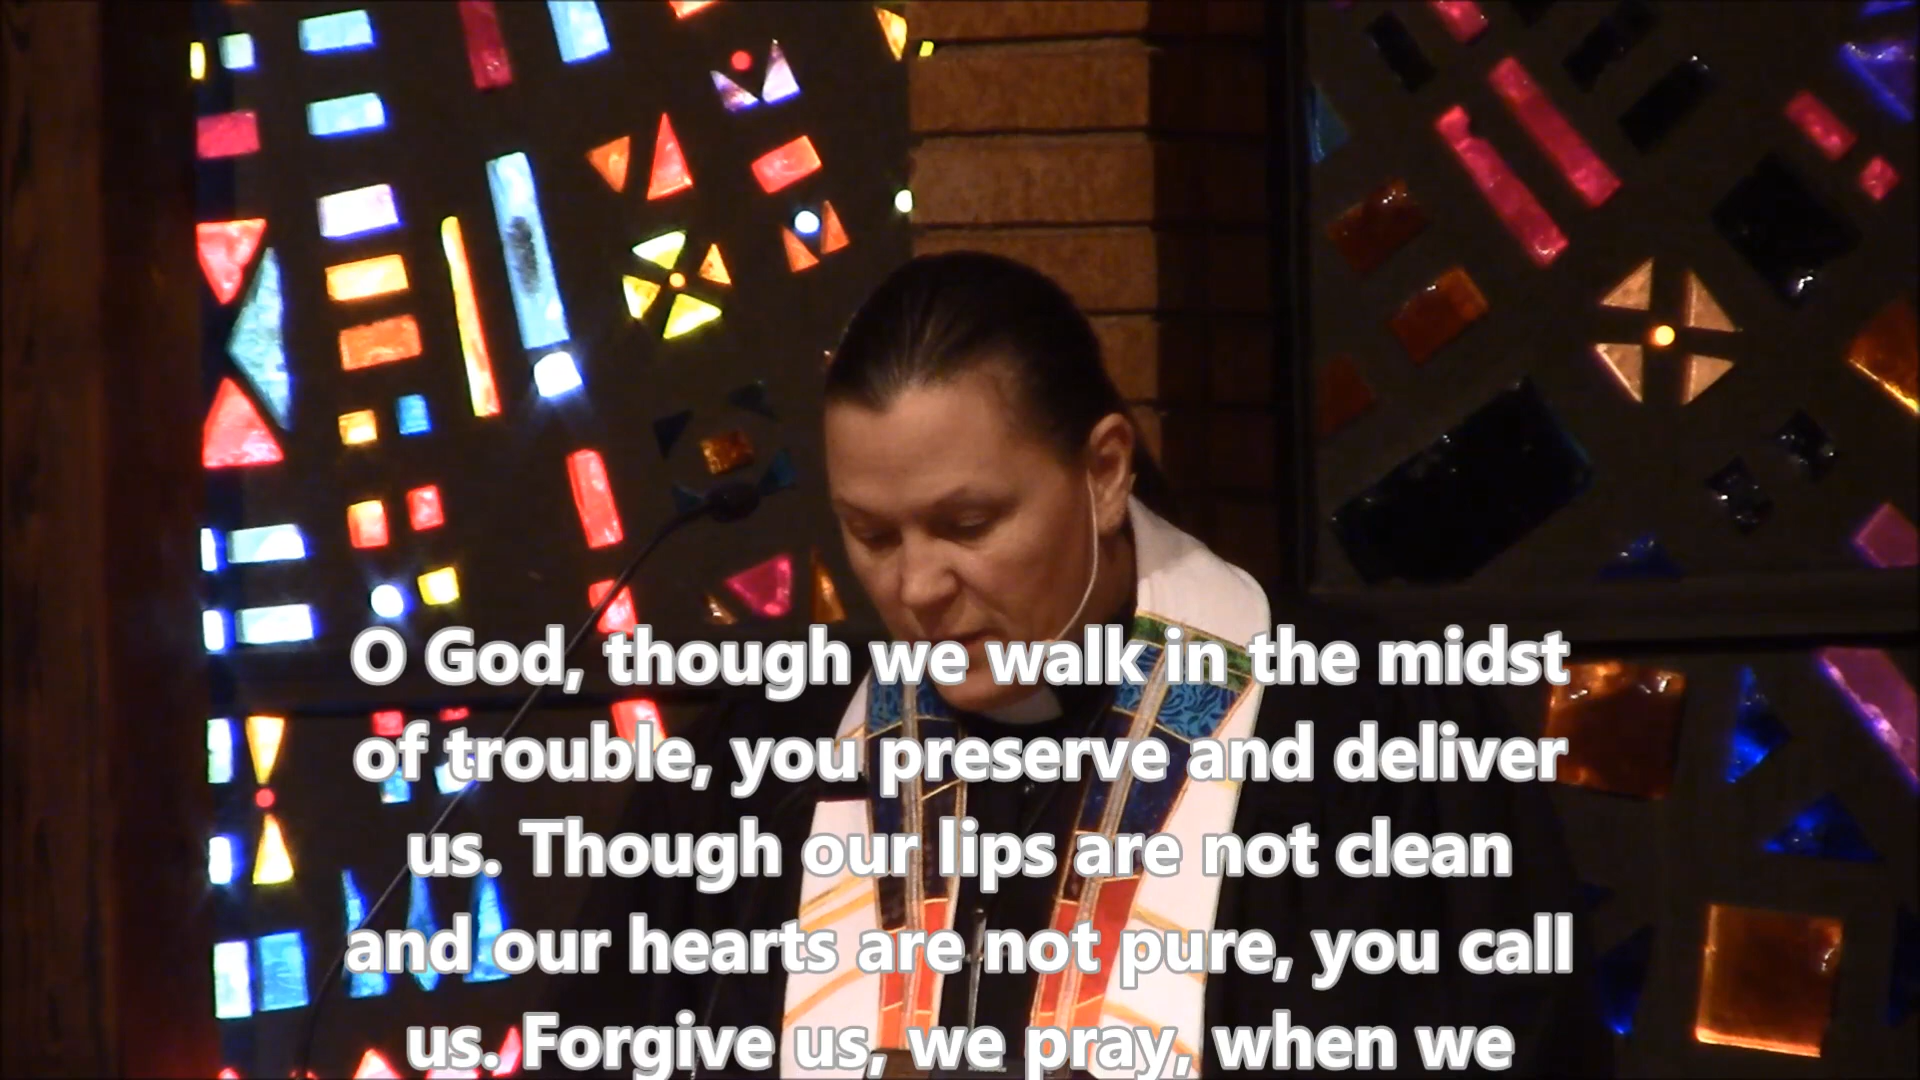 O God, though we walk in the midst
of trouble, you preserve and deliver
us. Though our lips are not clean
and our hearts are not pure, you call
us. Forgive us, we pray, when we